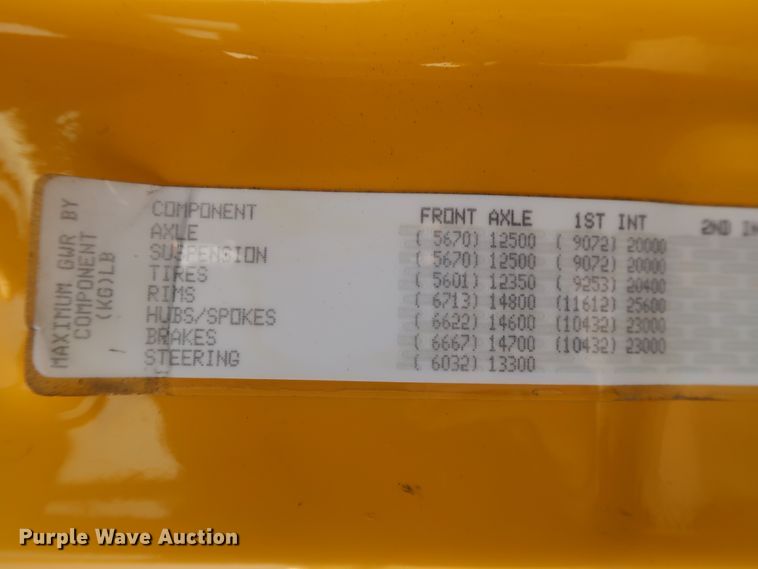 MAXIMUM GWR BY
COMPONENT
(KG)LB
COMPONENT FRONT AXLE 1ST INT 2ND IN
AXLE ( 5670) 12500 ( 9072) 20000
SUSPENSION ( 5670) 12500 ( 9072) 20000
TIRES ( 5601) 12350 ( 9253) 20400
RIMS ( 6713) 14800 (11612) 25600
HUBS/SPOKES ( 6622) 14600 (10432) 23000
BRAKES ( 6667) 14700 (10432) 23000
STEERING ( 6032) 13300
Purple Wave Auction